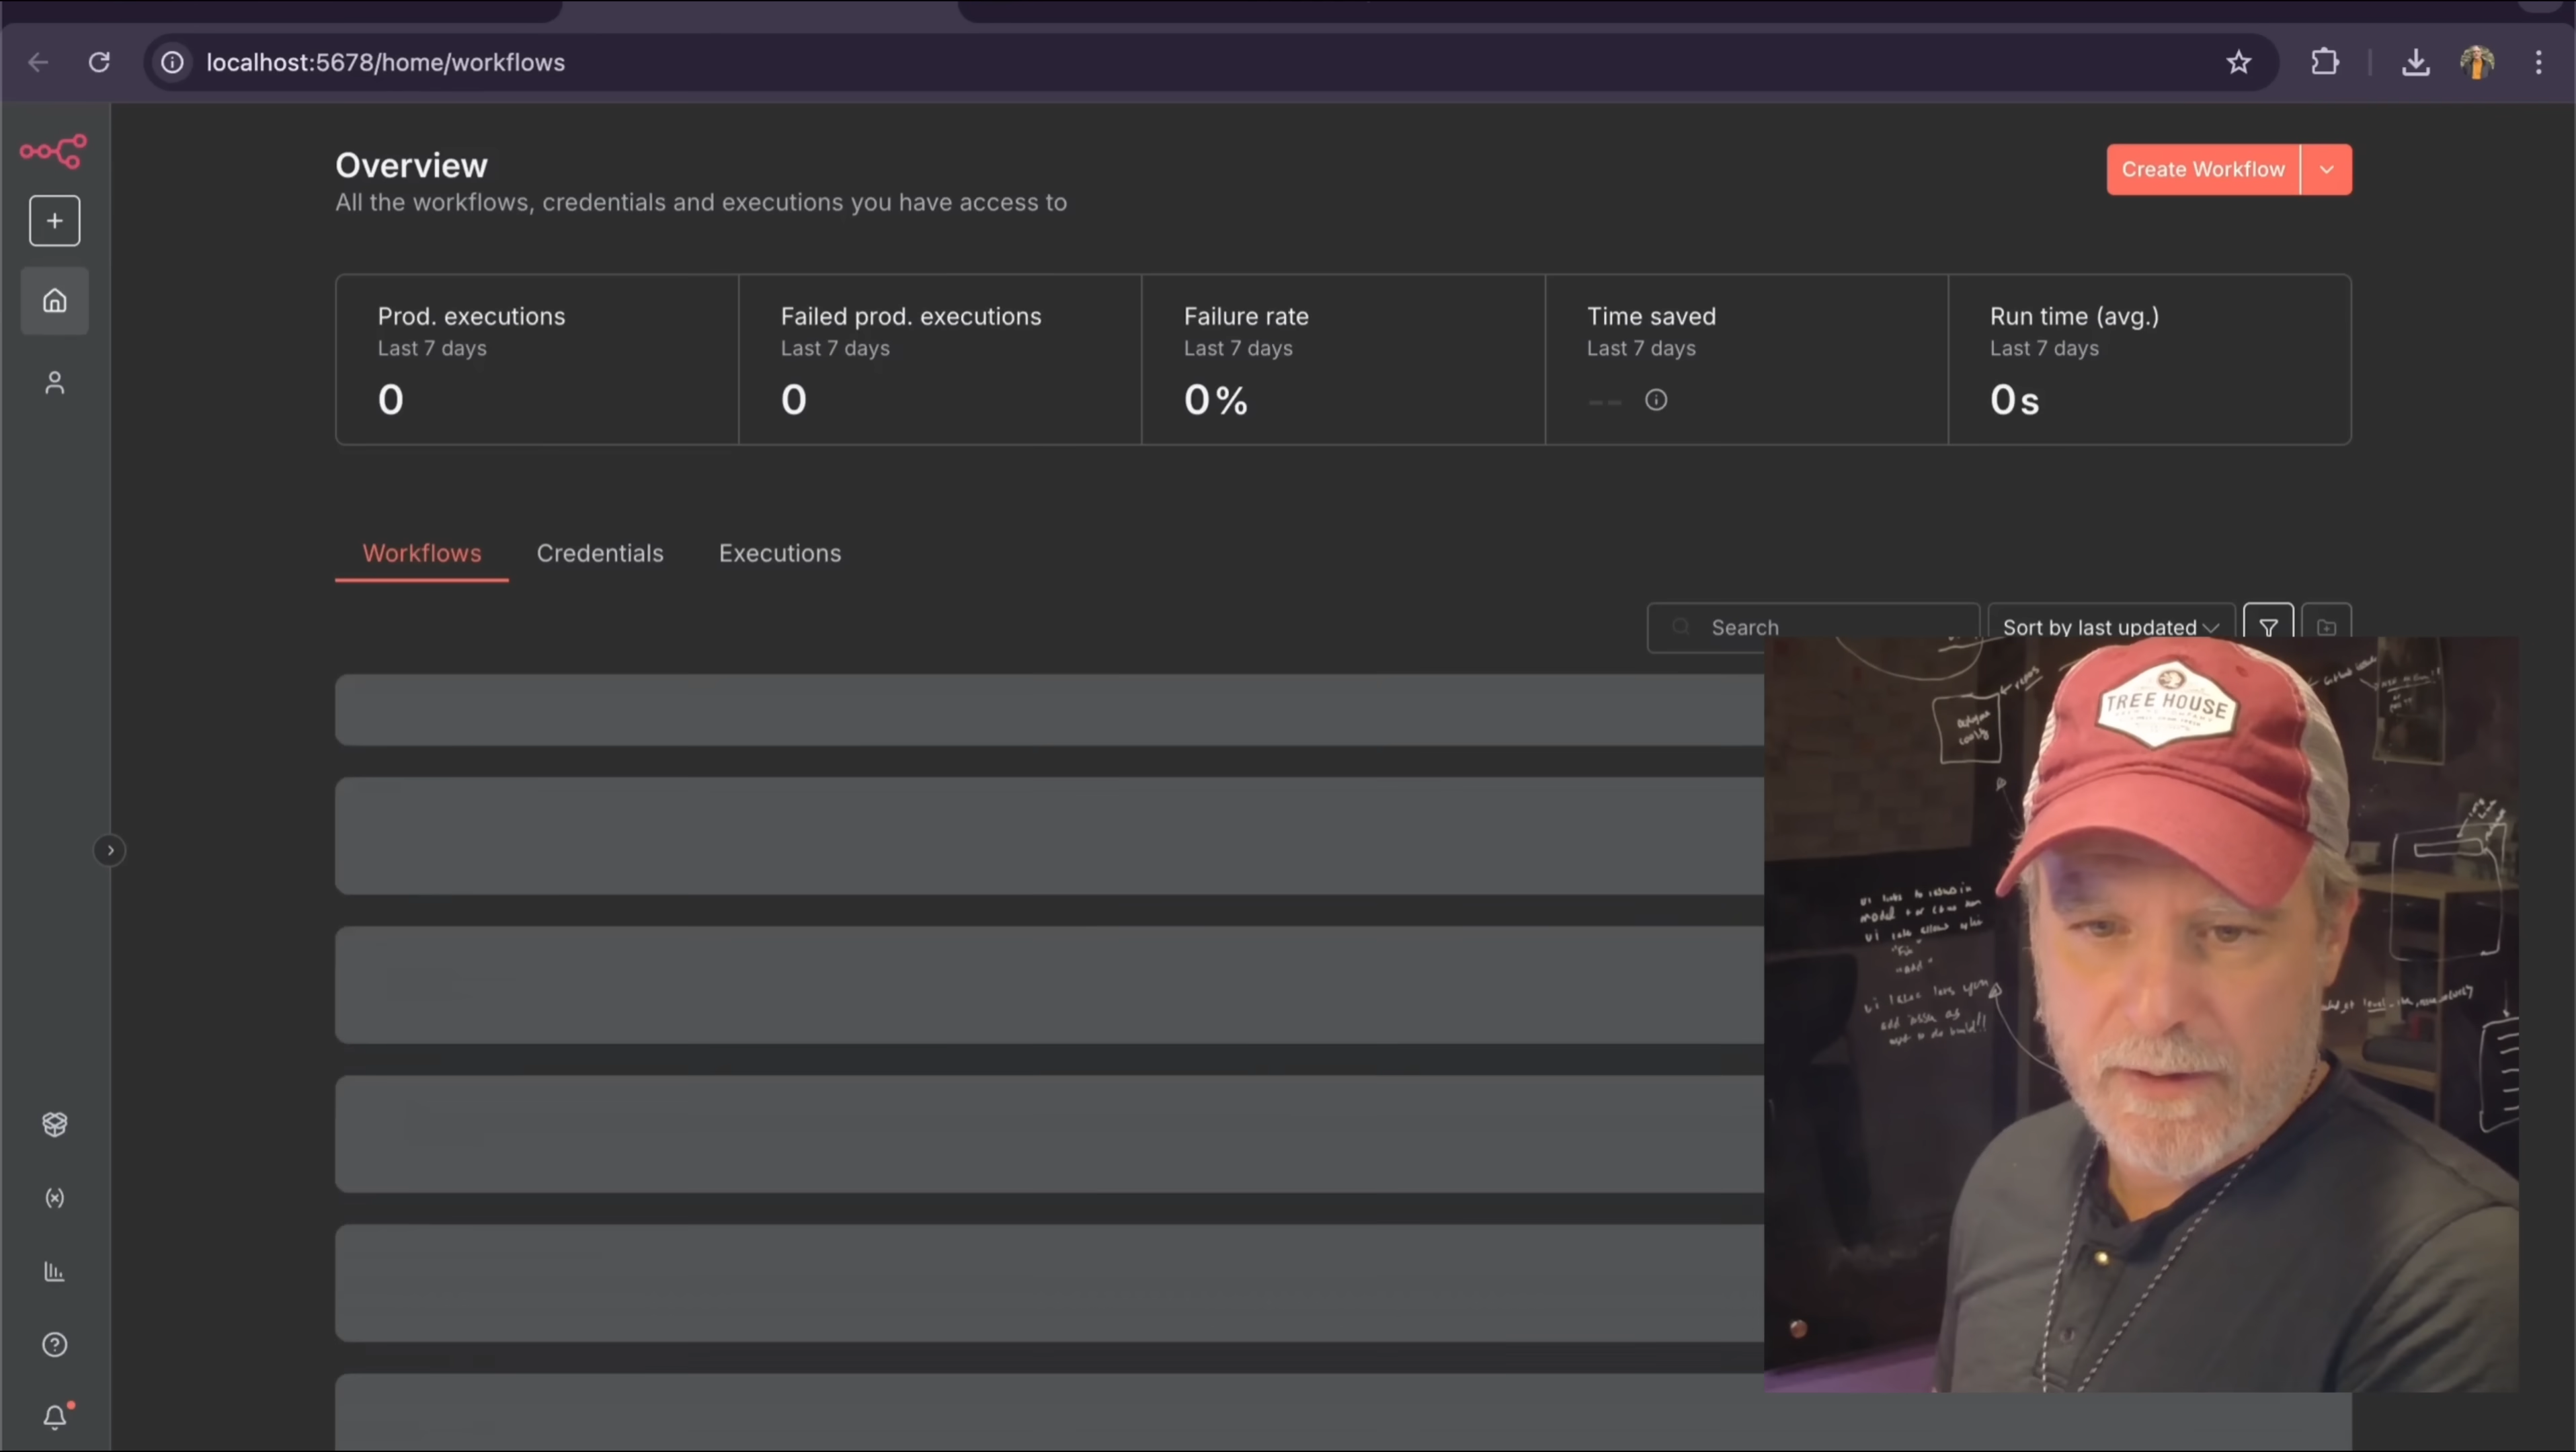 localhost:5678/home/workflows
Overview
All the workflows, credentials and executions you have access to
Create Workflow
Prod. executions
Last 7 days
0
Failed prod. executions
Last 7 days
0
Failure rate
Last 7 days
0%
Time saved
Last 7 days
--
Run time (avg.)
Last 7 days
0s
Workflows
Credentials
Executions
Search
Sort by last updated
TREE HOUSE